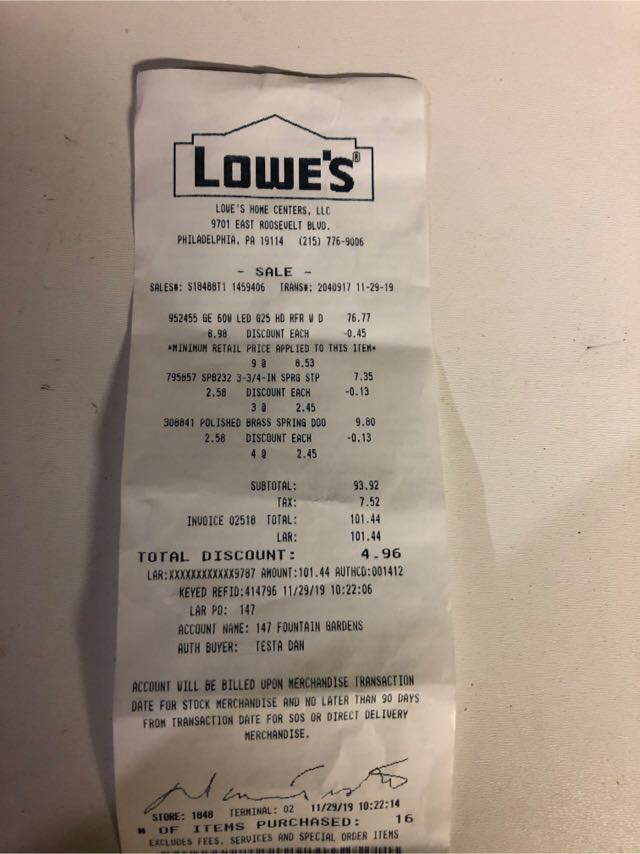 LOWE'S®
LOWE'S HOME CENTERS, LLC
9701 EAST ROOSEVELT BLVD.
PHILADELPHIA, PA 19114 (215) 776-9006
- SALE -
SALES#: S1848BT1 1459406 TRANS#: 2040917 11-29-19
952455 GE 60W LED G25 HD RFR W D 76.77
8.98 DISCOUNT EACH -0.45
*MINIMUM RETAIL PRICE APPLIED TO THIS ITEM*
9 @ 8.53
795857 SPB232 3-3/4-IN SPRG STP 7.35
2.58 DISCOUNT EACH -0.13
3 @ 2.45
308841 POLISHED BRASS SPRING DOO 9.80
2.58 DISCOUNT EACH -0.13
4 @ 2.45
SUBTOTAL: 93.92
TAX: 7.52
INVOICE 02518 TOTAL: 101.44
LAR: 101.44
TOTAL DISCOUNT: 4.96
LAR:XXXXXXXXXXXX9787 AMOUNT:101.44 AUTHCD:001412
KEYED REFID:414796 11/29/19 10:22:06
LAR PO: 147
ACCOUNT NAME: 147 FOUNTAIN GARDENS
AUTH BUYER: TESTA DAN
ACCOUNT WILL BE BILLED UPON MERCHANDISE TRANSACTION
DATE FOR STOCK MERCHANDISE AND NO LATER THAN 90 DAYS
FROM TRANSACTION DATE FOR SOS OR DIRECT DELIVERY
MERCHANDISE.
STORE: 1848 TERMINAL: 02 11/29/19 10:22:14
# OF ITEMS PURCHASED: 16
EXCLUDES FEES, SERVICES AND SPECIAL ORDER ITEMS